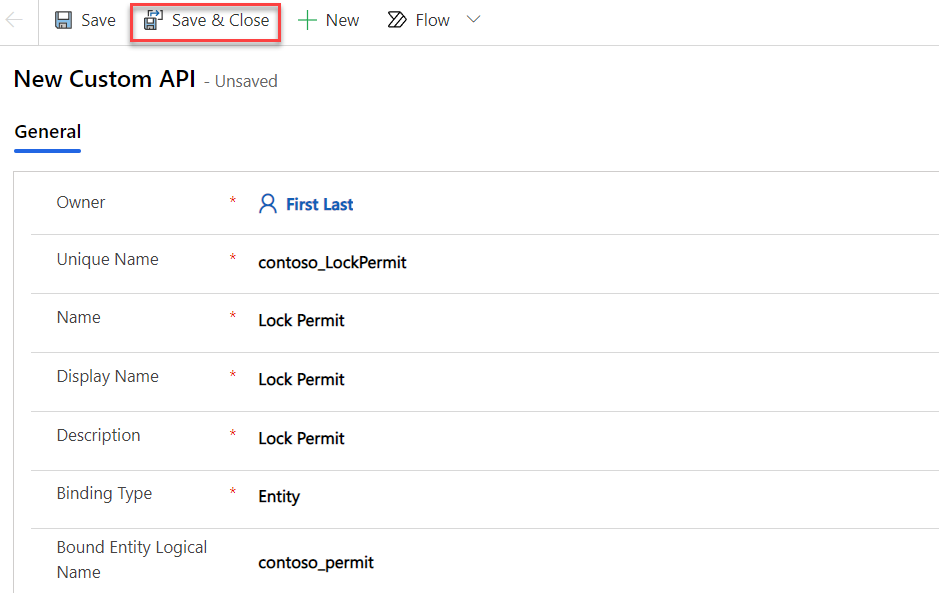 Save Save & Close New Flow
New Custom API - Unsaved
General
Owner * First Last
Unique Name * contoso_LockPermit
Name * Lock Permit
Display Name * Lock Permit
Description * Lock Permit
Binding Type * Entity
Bound Entity Logical
Name
contoso_permit